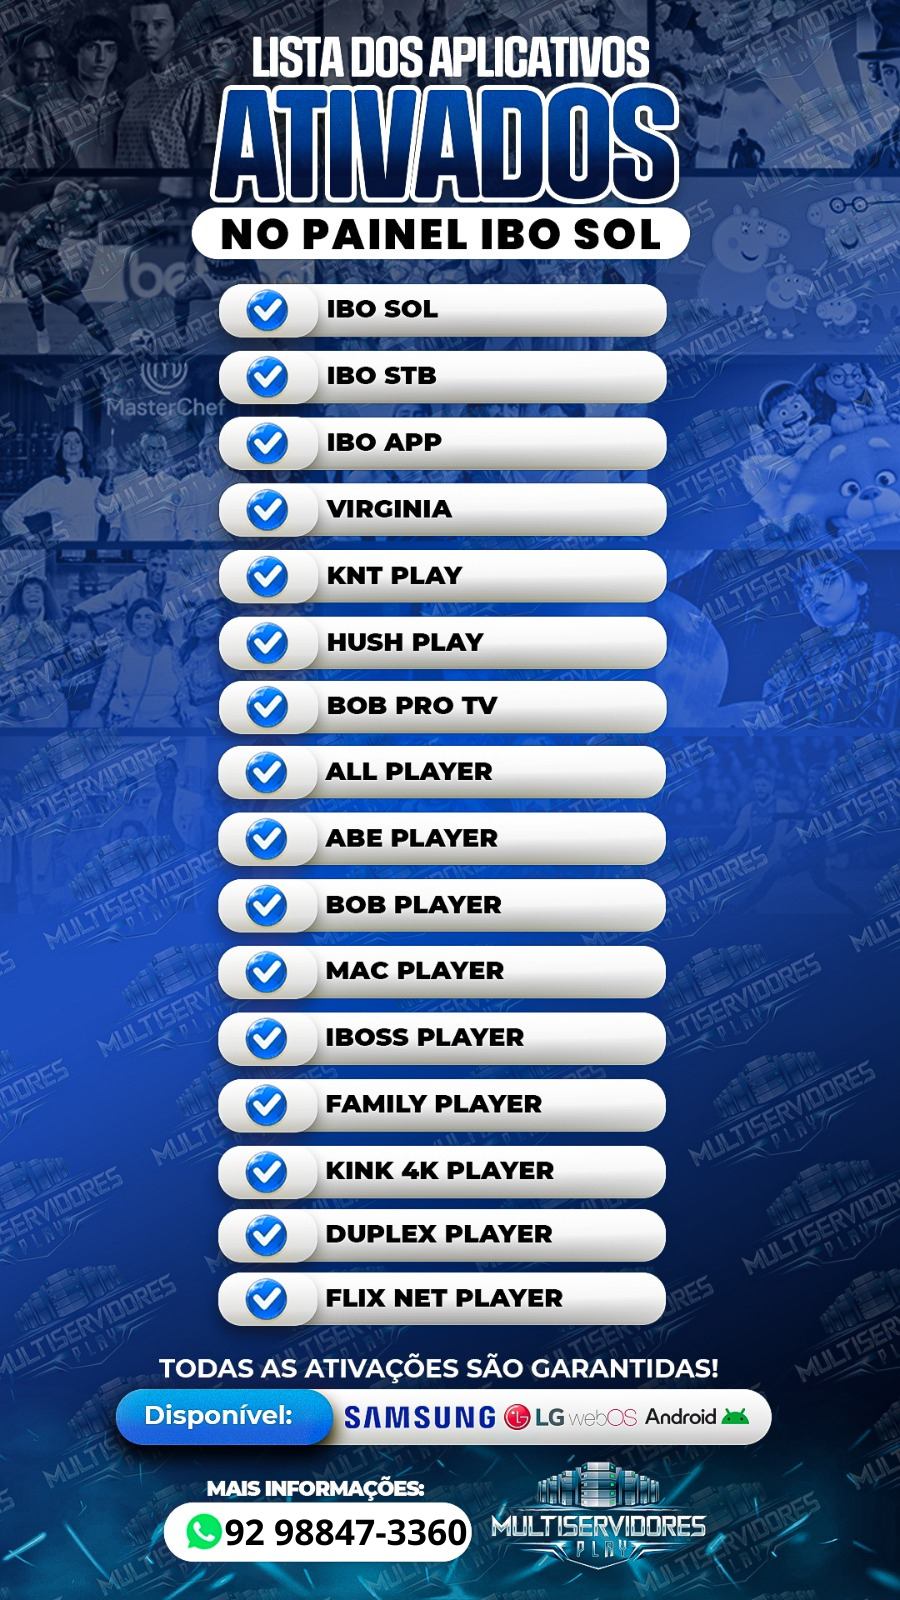 LISTA DOS APLICATIVOS
ATIVADOS
NO PAINEL IBO SOL
IBO SOL
IBO STB
MasterChef
IBO APP
VIRGINIA
KNT PLAY
HUSH PLAY
BOB PRO TV
ALL PLAYER
ABE PLAYER
BOB PLAYER
MAC PLAYER
IBOSS PLAYER
FAMILY PLAYER
KINK 4K PLAYER
DUPLEX PLAYER
FLIX NET PLAYER
TODAS AS ATIVAÇÕES SÃO GARANTIDAS!
Disponível: SAMSUNG LG webOS Android
MAIS INFORMAÇÕES:
92 98847-3360
MULTISERVIDORES
PLAY